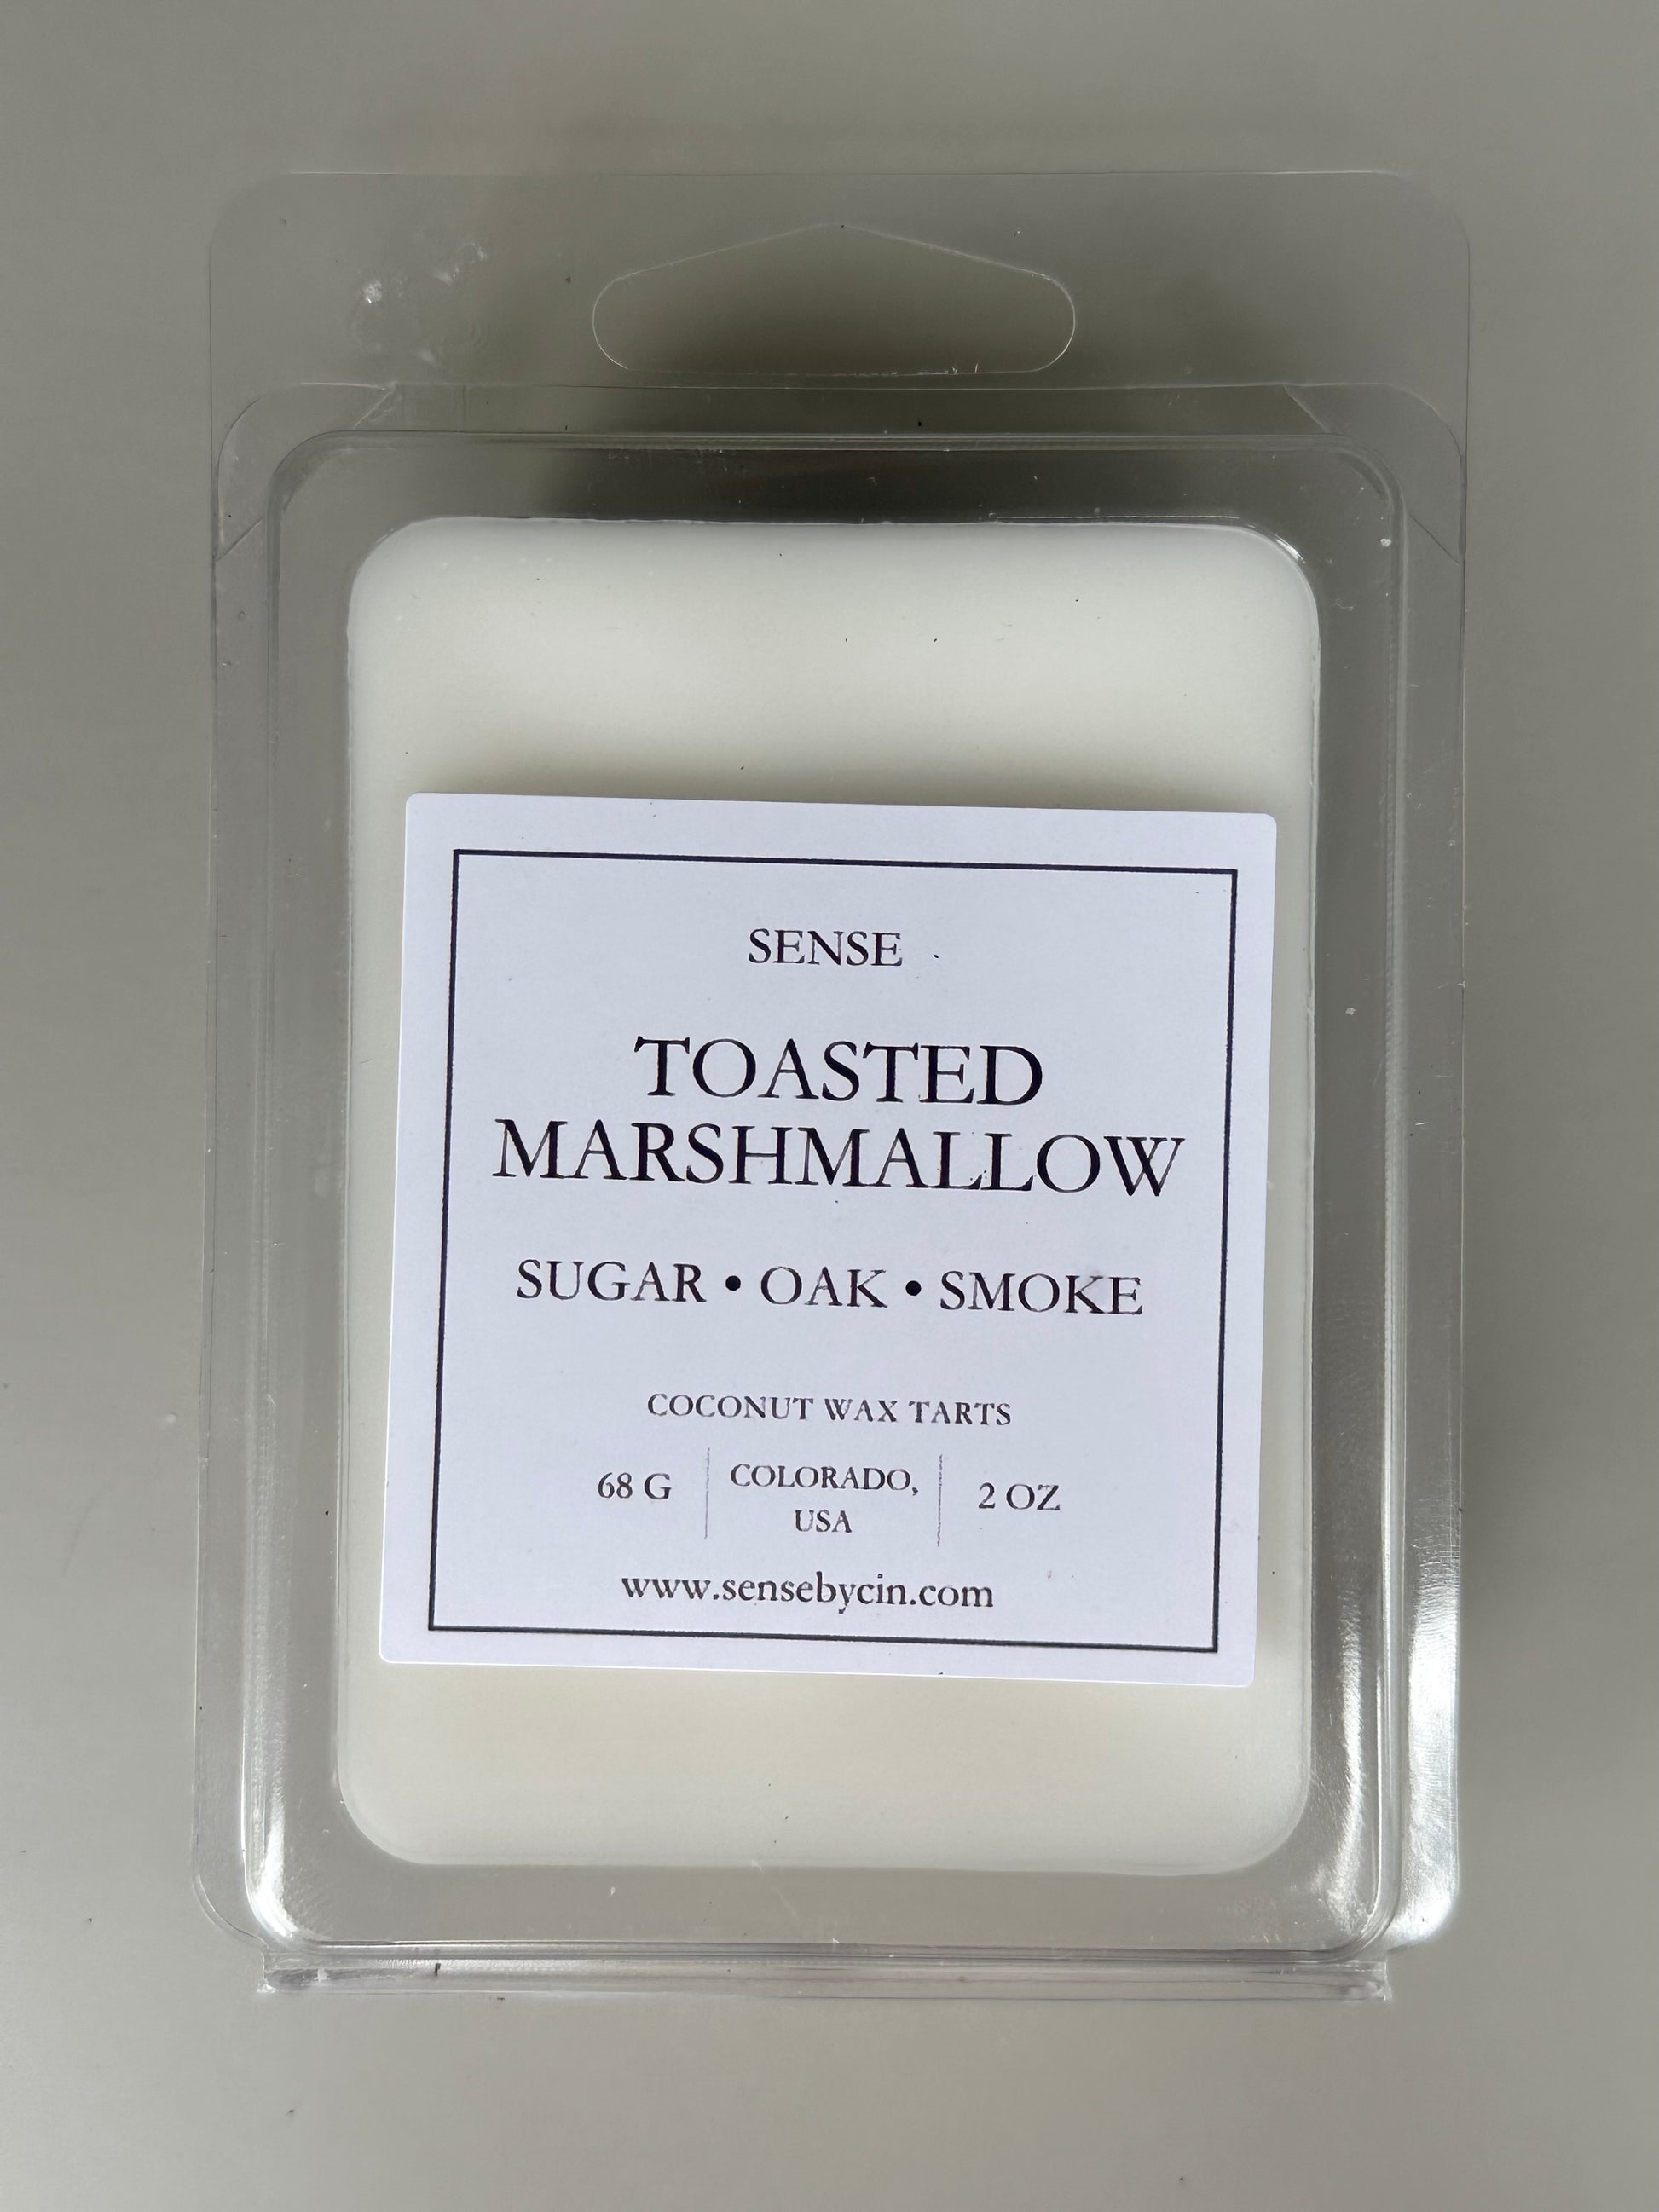 SENSE
TOASTED
MARSHMALLOW
SUGAR • OAK • SMOKE
COCONUT WAX TARTS
68 G
COLORADO,
USA
2 OZ
www.sensebycin.com